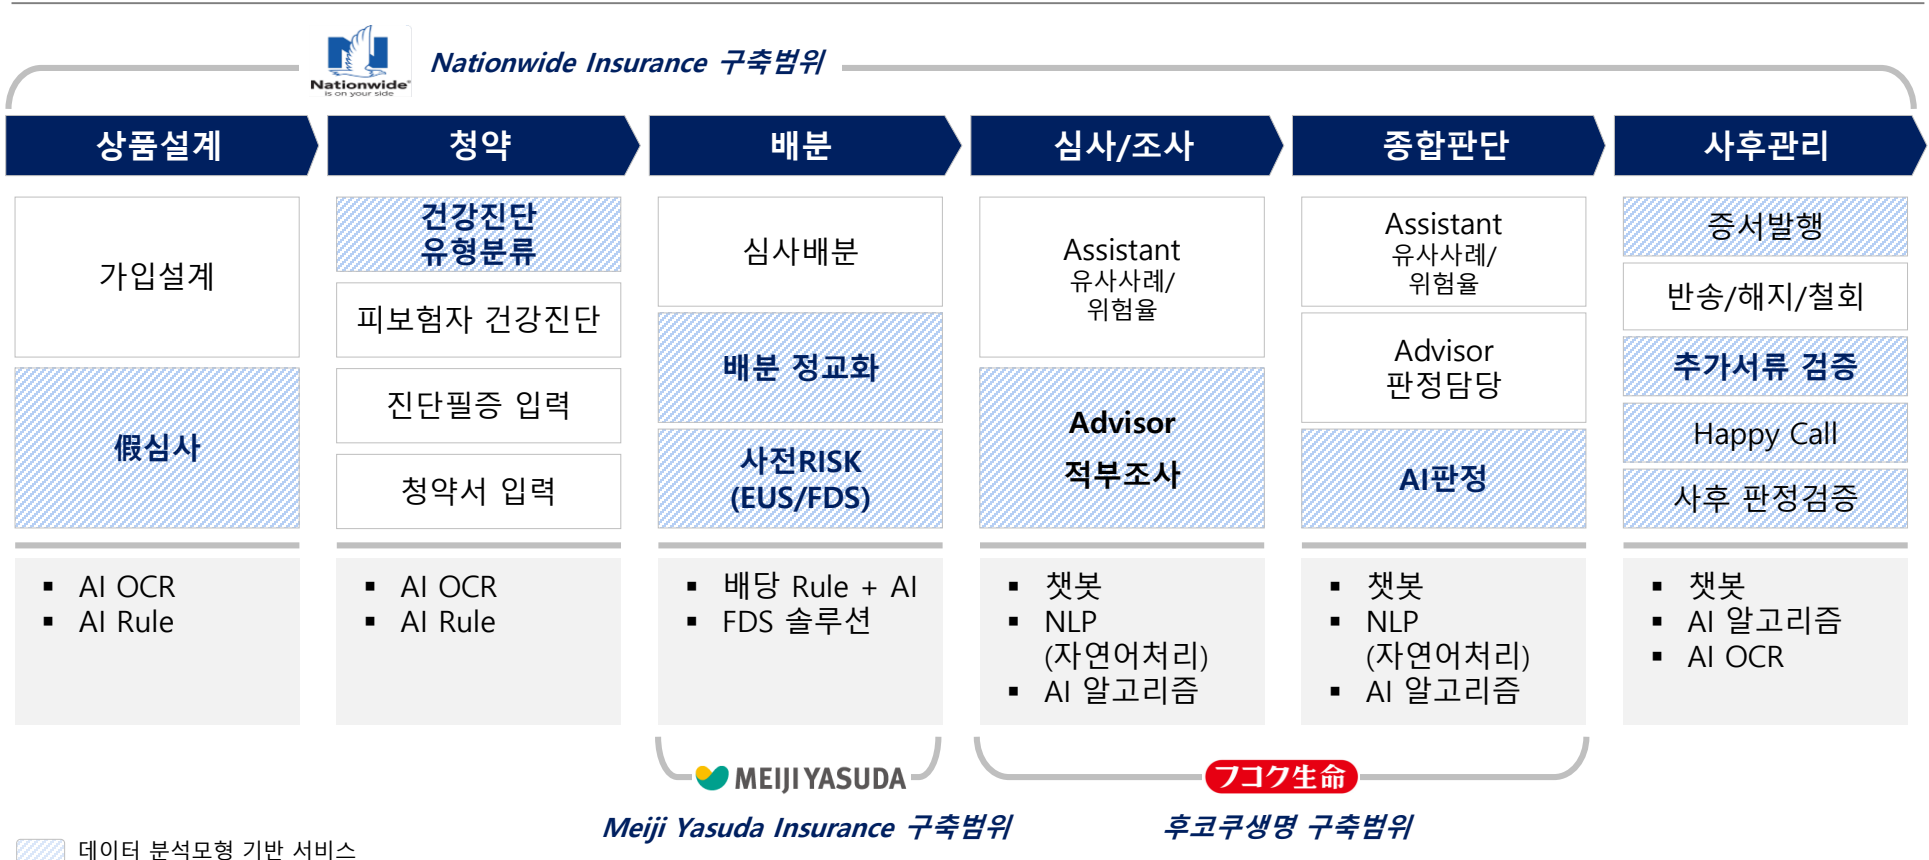 Nationwide
is on your side
Nationwide Insurance 구축범위
상품설계
청약
배분
심사/조사
종합판단
사후관리
가입설계
假심사
건강진단
유형분류
피보험자 건강진단
진단필증 입력
청약서 입력
심사배분
배분 정교화
사전RISK
(EUS/FDS)
Assistant
유사사례/
위험율
Advisor
적부조사
Assistant
유사사례/
위험율
Advisor
판정담당
AI판정
증서발행
반송/해지/철회
추가서류 검증
Happy Call
사후 판정검증
▪ AI OCR
▪ AI Rule
▪ AI OCR
▪ AI Rule
▪ 배당 Rule + AI
▪ FDS 솔루션
▪ 챗봇
▪ NLP
(자연어처리)
▪ AI 알고리즘
▪ 챗봇
▪ NLP
(자연어처리)
▪ AI 알고리즘
▪ 챗봇
▪ AI 알고리즘
▪ AI OCR
MEIJI YASUDA
フコク生命
Meiji Yasuda Insurance 구축범위
후코쿠생명 구축범위
데이터 분석모형 기반 서비스